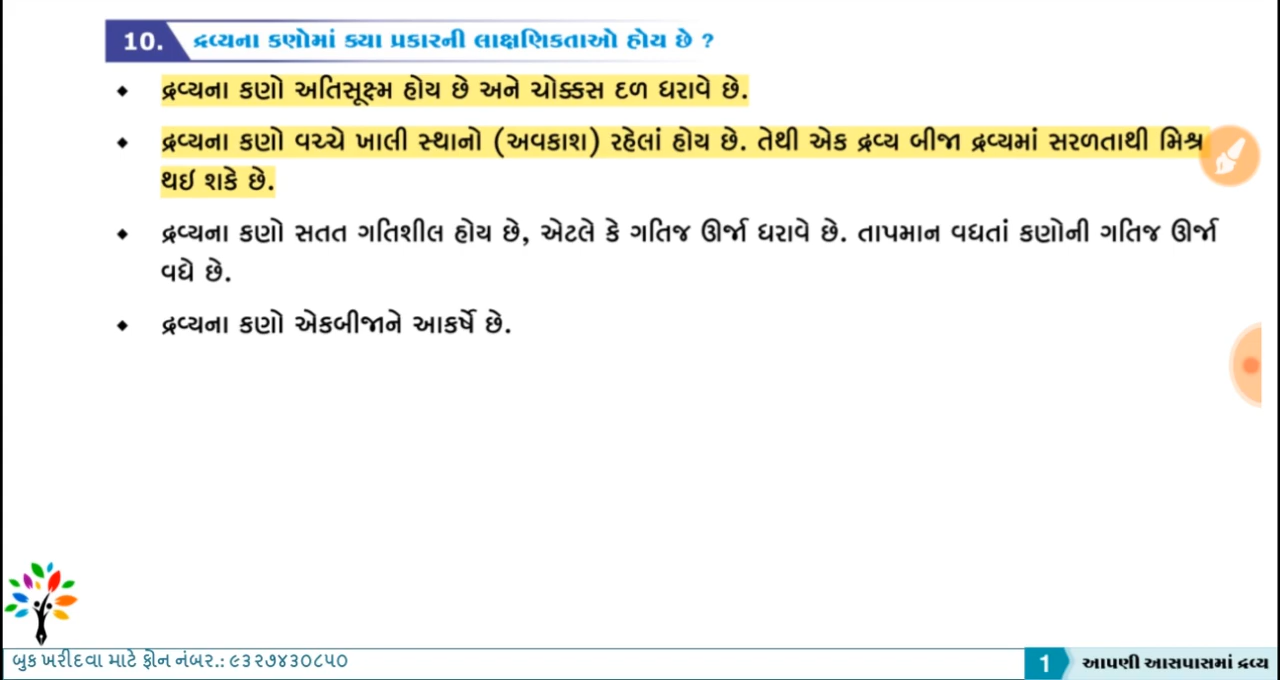 10. દ્રવ્યના કણોમાં ક્યા પ્રકારની લાક્ષણિકતાઓ હોય છે ?
◆ દ્રવ્યના કણો અતિસૂક્ષ્મ હોય છે અને ચોક્કસ દળ ધરાવે છે.
◆ દ્રવ્યના કણો વચ્ચે ખાલી સ્થાનો (અવકાશ) રહેલાં હોય છે. તેથી એક દ્રવ્ય બીજા દ્રવ્યમાં સરળતાથી મિશ્ર
થઈ શકે છે.
◆ દ્રવ્યના કણો સતત ગતિશીલ હોય છે, એટલે કે ગતિજ ઊર્જા ધરાવે છે. તાપમાન વધતાં કણોની ગતિજ ઊર્જા
વધે છે.
◆ દ્રવ્યના કણો એકબીજાને આકર્ષે છે.
બુક ખરીદવા માટે ફોન નંબર.: ૯૩૨૭૪૩૦૮૫૦
1 આપણી આસપાસમાં દ્રવ્ય